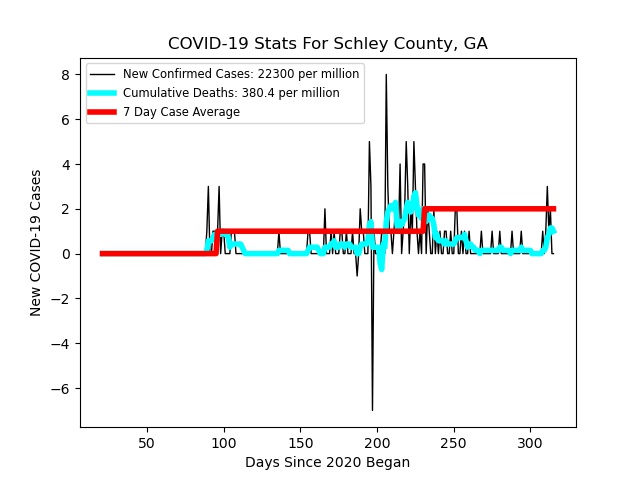 COVID-19 Stats For Schley County, GA
New Confirmed Cases: 22300 per million
Cumulative Deaths: 380.4 per million
7 Day Case Average
New COVID-19 Cases
8
6
4
2
0
−2
−4
−6
50 100 150 200 250 300
Days Since 2020 Began